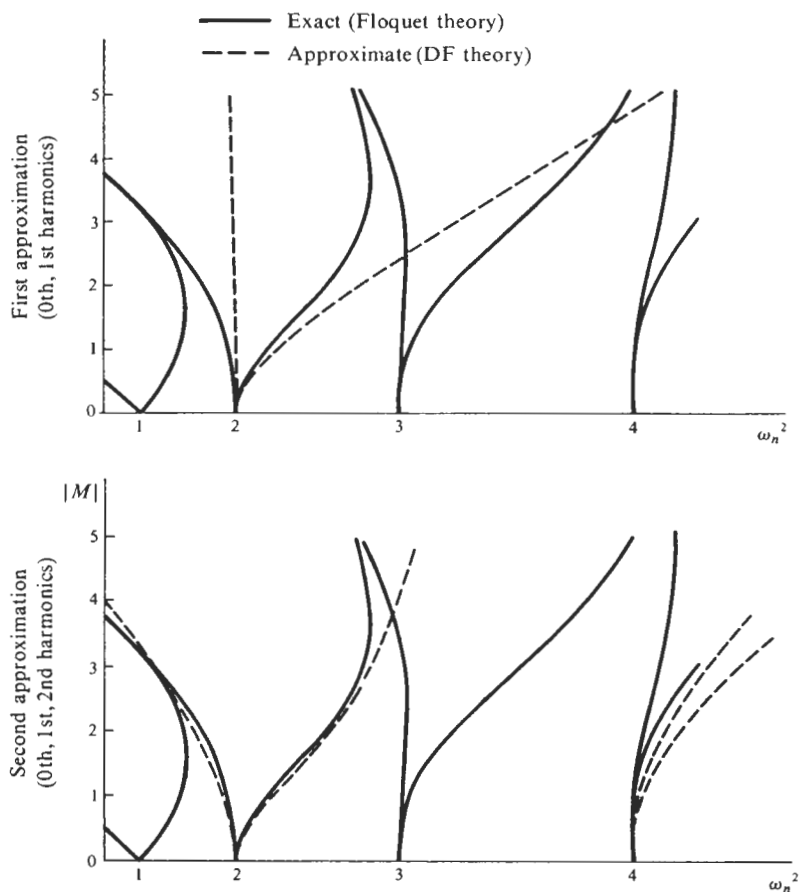 Exact (Floquet theory)
Approximate (DF theory)
First approximation
(0th, 1st harmonics)
5
4
3
2
1
0
1
2
3
4
ωₙ²
|M|
Second approximation
(0th, 1st, 2nd harmonics)
5
4
3
2
1
0
1
2
3
4
ωₙ²